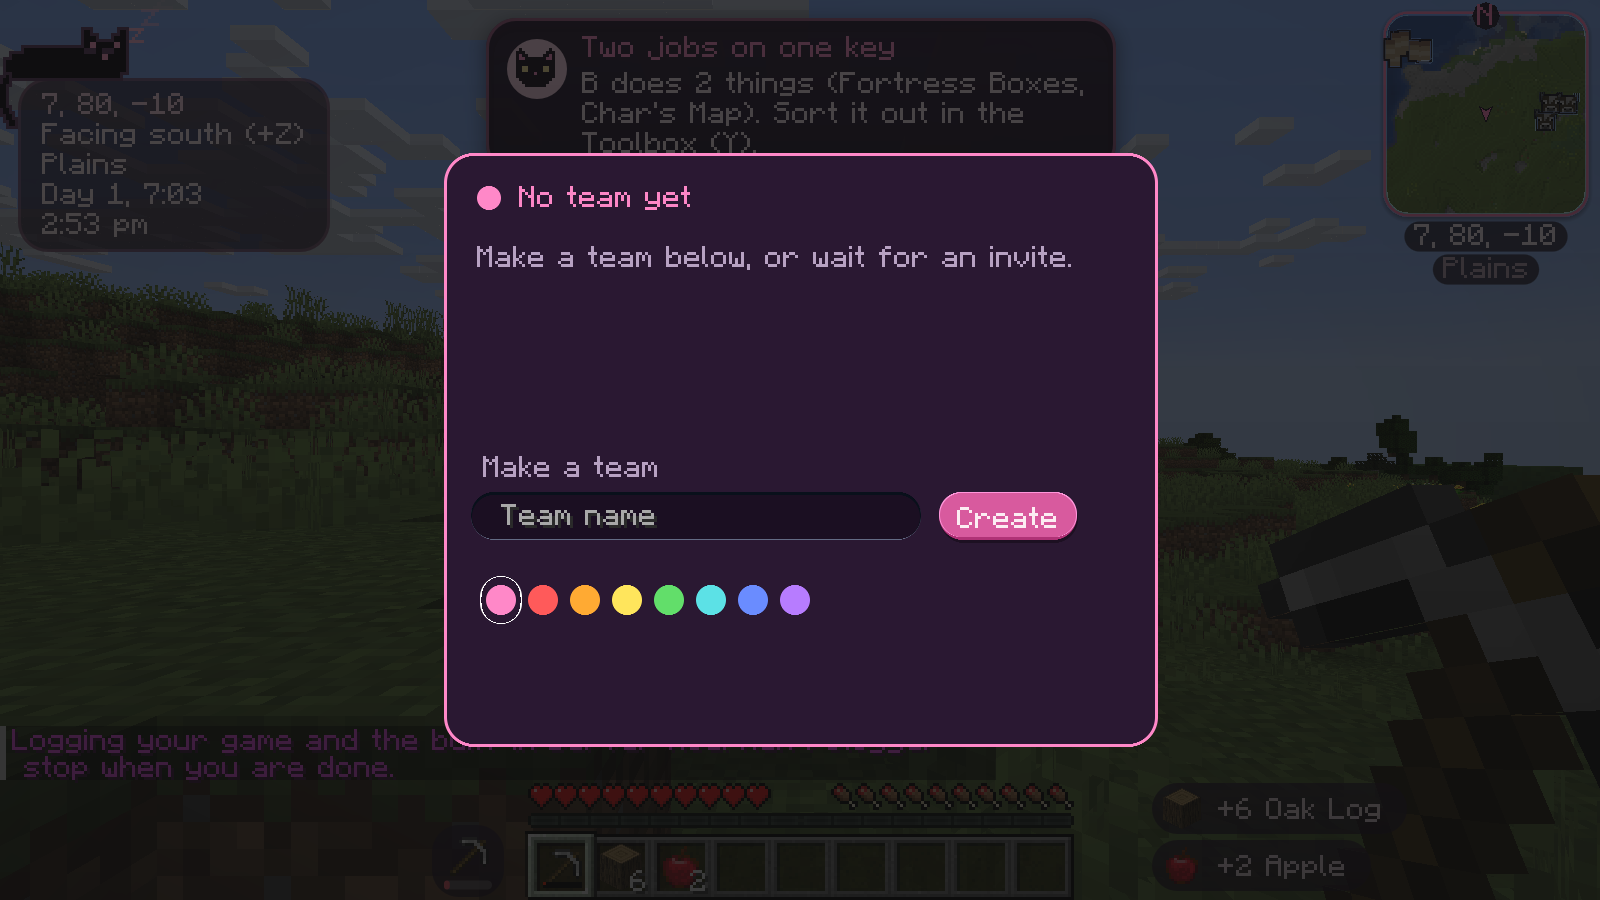 Two jobs on one key
B does 2 things (Fortress Boxes,
Char's Map). Sort it out in the
Toolbox (Y).
7, 80, -10
Facing south (+Z)
Plains
Day 1, 7:03
2:53 pm
N
7, 80, -10
Plains
No team yet
Make a team below, or wait for an invite.
Make a team
Team name
Create
Logging your game and the
stop when you are done.
+6 Oak Log
+2 Apple
6
2